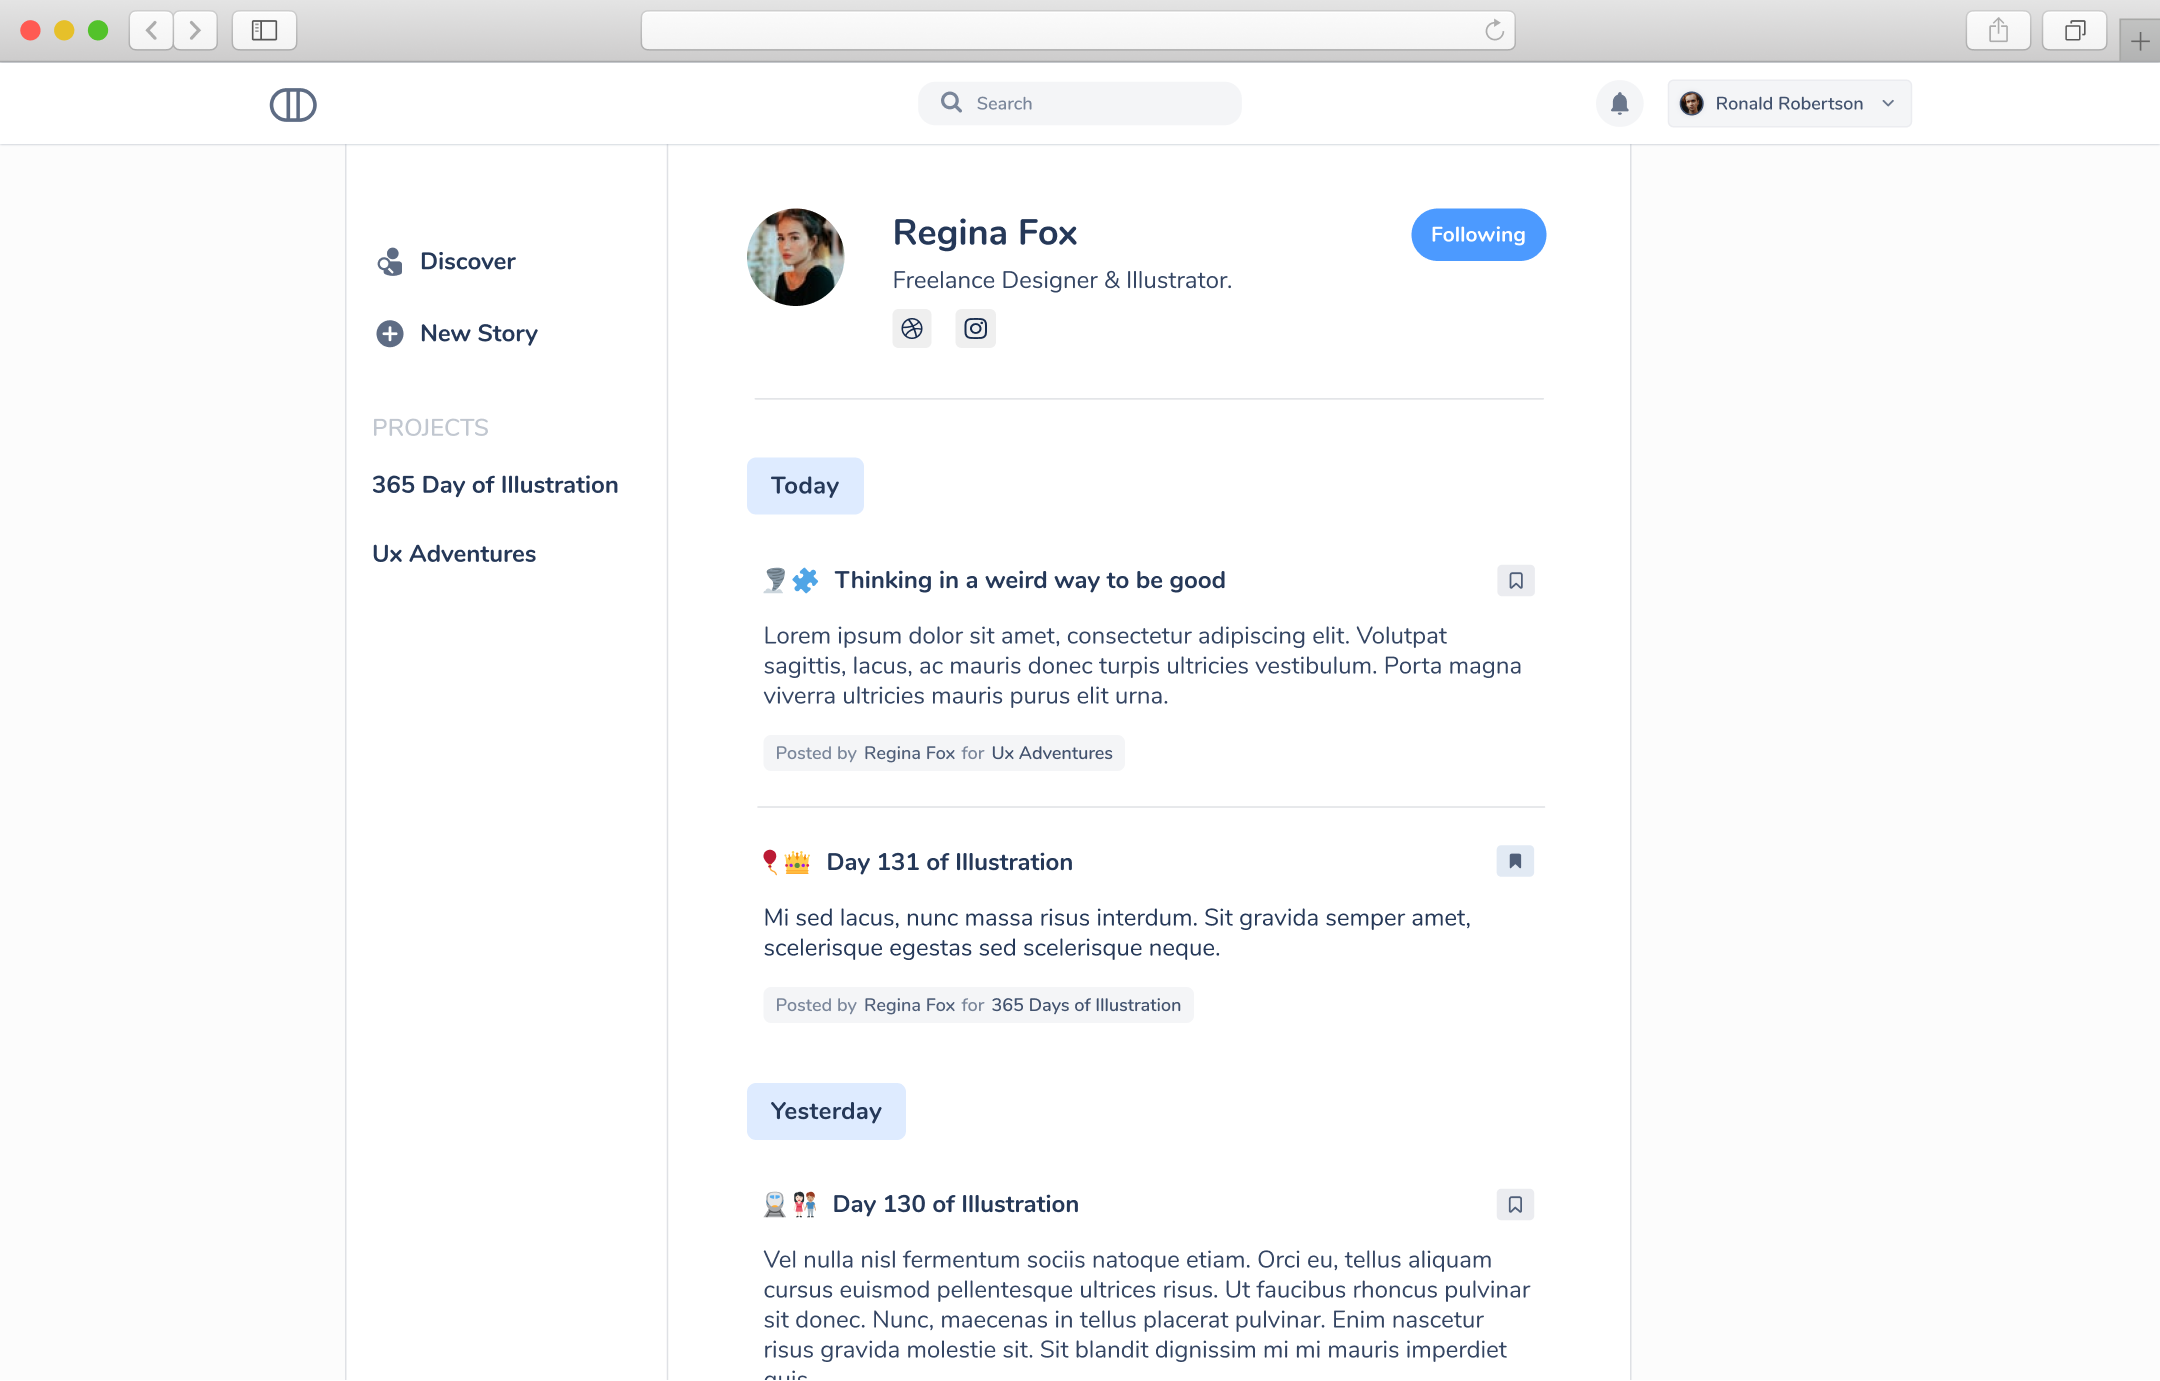 Search
Ronald Robertson
Discover
New Story
PROJECTS
365 Day of Illustration
Ux Adventures
Regina Fox
Following
Freelance Designer & Illustrator.
Today
Thinking in a weird way to be good
Lorem ipsum dolor sit amet, consectetur adipiscing elit. Volutpat
sagittis, lacus, ac mauris donec turpis ultricies vestibulum. Porta magna
viverra ultricies mauris purus elit urna.
Posted by Regina Fox for Ux Adventures
Day 131 of Illustration
Mi sed lacus, nunc massa risus interdum. Sit gravida semper amet,
scelerisque egestas sed scelerisque neque.
Posted by Regina Fox for 365 Days of Illustration
Yesterday
Day 130 of Illustration
Vel nulla nisl fermentum sociis natoque etiam. Orci eu, tellus aliquam
cursus euismod pellentesque ultrices risus. Ut faucibus rhoncus pulvinar
sit donec. Nunc, maecenas in tellus placerat pulvinar. Enim nascetur
risus gravida molestie sit. Sit blandit dignissim mi mi mauris imperdiet
quis.